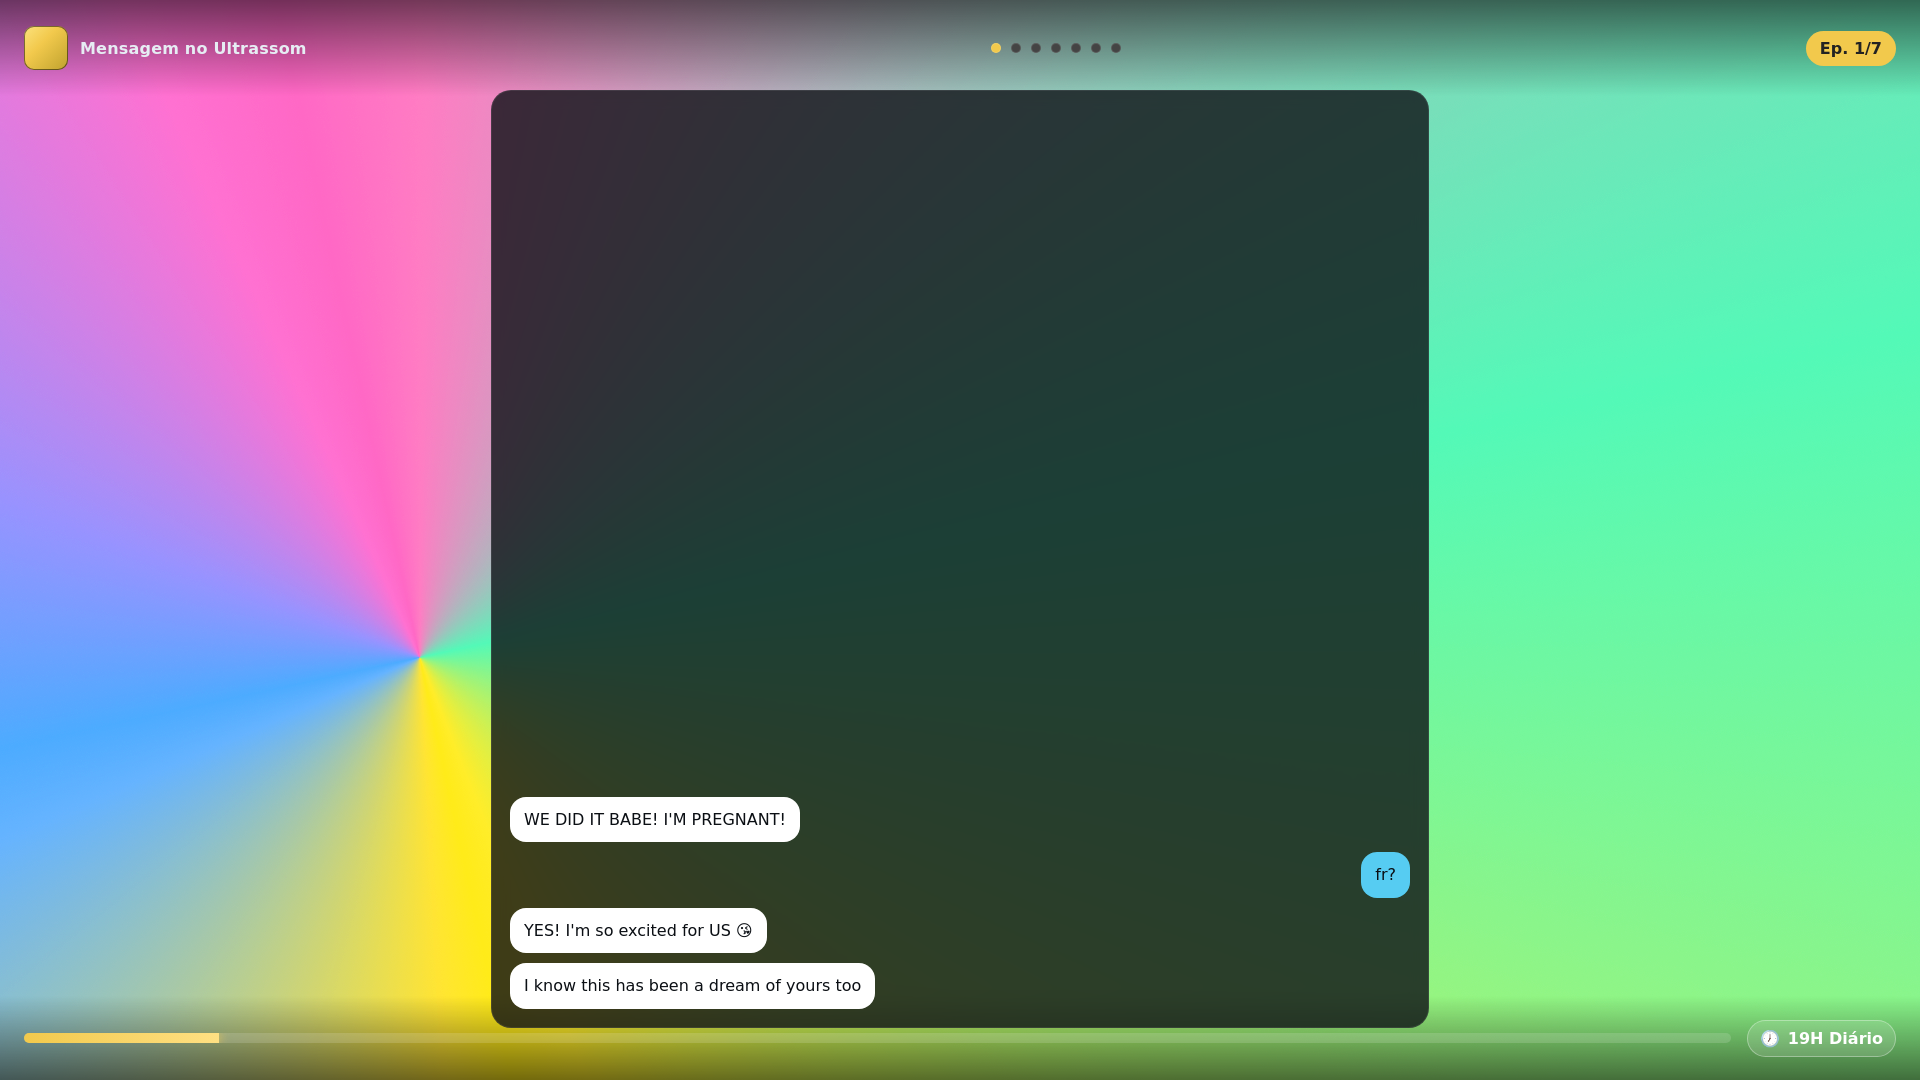 Mensagem no Ultrassom
Ep. 1/7
WE DID IT BABE! I'M PREGNANT!
fr?
YES! I'm so excited for US 😘
I know this has been a dream of yours too
🕖 19H Diário